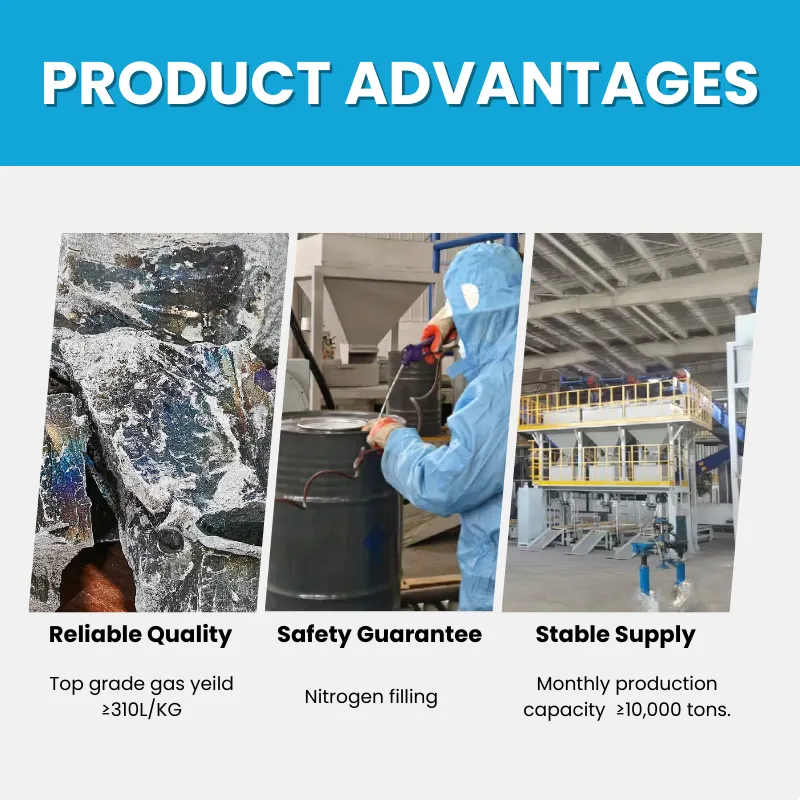 PRODUCT ADVANTAGES
Reliable Quality
Top grade gas yeild
≥310L/KG
Safety Guarantee
Nitrogen filling
Stable Supply
Monthly production
capacity ≥10,000 tons.